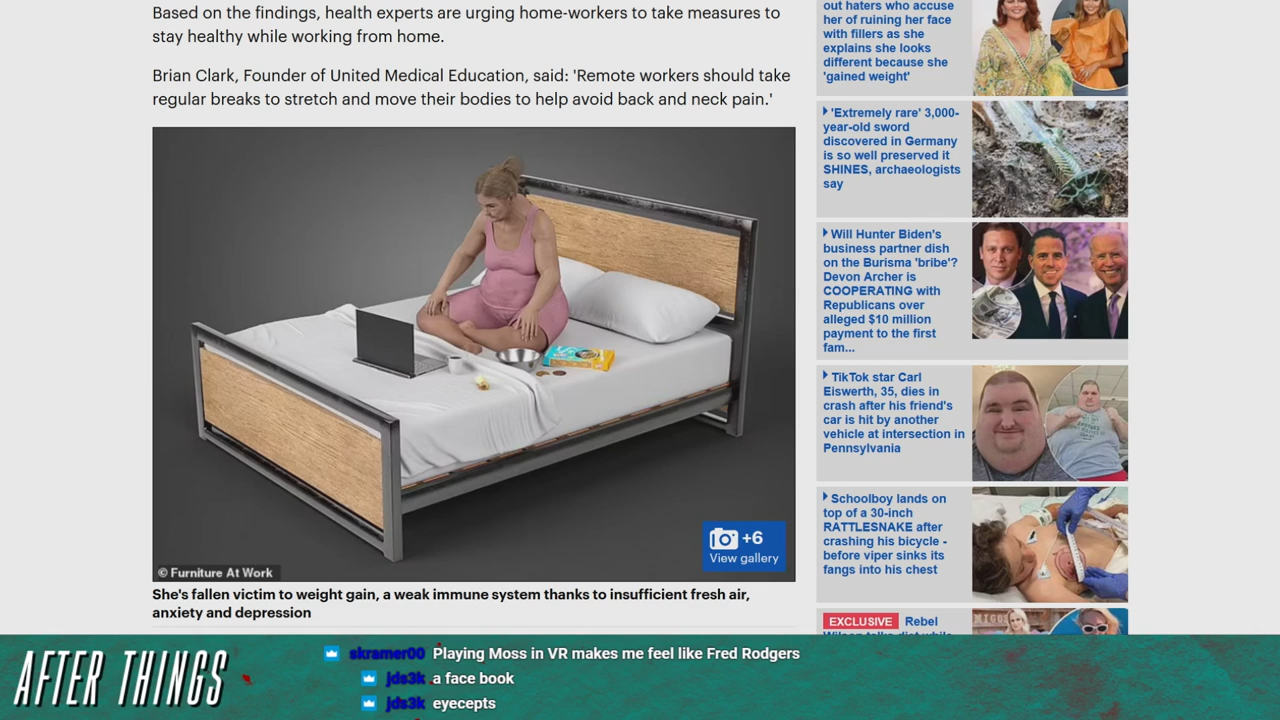 Based on the findings, health experts are urging home-workers to take measures to
stay healthy while working from home.
Brian Clark, Founder of United Medical Education, said: 'Remote workers should take
regular breaks to stretch and move their bodies to help avoid back and neck pain.'
+6
View gallery
© Furniture At Work
She's fallen victim to weight gain, a weak immune system thanks to insufficient fresh air,
anxiety and depression
out haters who accuse
her of ruining her face
with fillers as she
explains she looks
different because she
'gained weight'
'Extremely rare' 3,000-
year-old sword
discovered in Germany
is so well preserved it
SHINES, archaeologists
say
Will Hunter Biden's
business partner dish
on the Burisma 'bribe'?
Devon Archer is
COOPERATING with
Republicans over
alleged $10 million
payment to the first
fam...
TikTok star Carl
Eiswerth, 35, dies in
crash after his friend's
car is hit by another
vehicle at intersection in
Pennsylvania
Schoolboy lands on
top of a 30-inch
RATTLESNAKE after
crashing his bicycle -
before viper sinks its
fangs into his chest
EXCLUSIVE Rebel
AFTER THINGS
skramer00 Playing Moss in VR makes me feel like Fred Rodgers
jds3k a face book
jds3k eyecepts